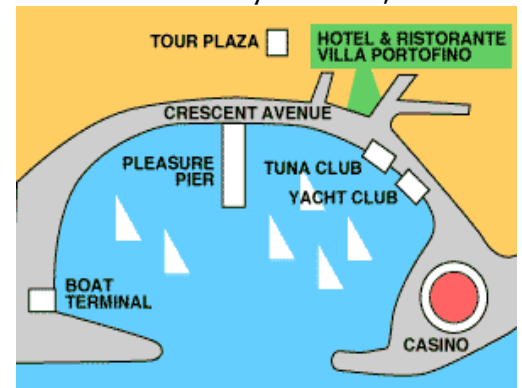 TOUR PLAZA
HOTEL & RISTORANTE
VILLA PORTOFINO
CRESCENT AVENUE
PLEASURE
PIER
TUNA CLUB
YACHT CLUB
BOAT
TERMINAL
CASINO